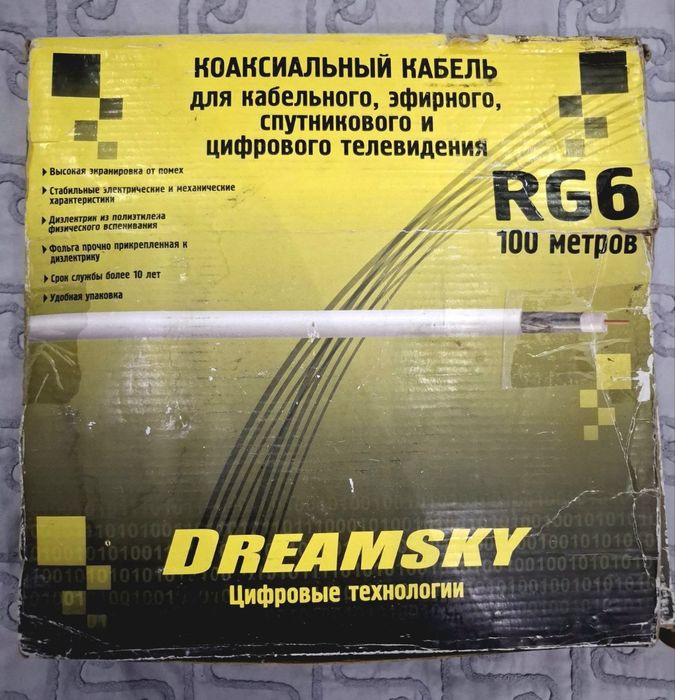 КОАКСИАЛЬНЫЙ КАБЕЛЬ
для кабельного, эфирного,
спутникового и
цифрового телевидения
Высокая экранировка от помех
Стабильные электрические и механические
характеристики
Диэлектрик из полиэтилена
физического вспенивания
Фольга прочно прикрепленная к
диэлектрику
Срок службы более 10 лет
Удобная упаковка
RG6
100 метров
DREAMSKY
Цифровые технологии